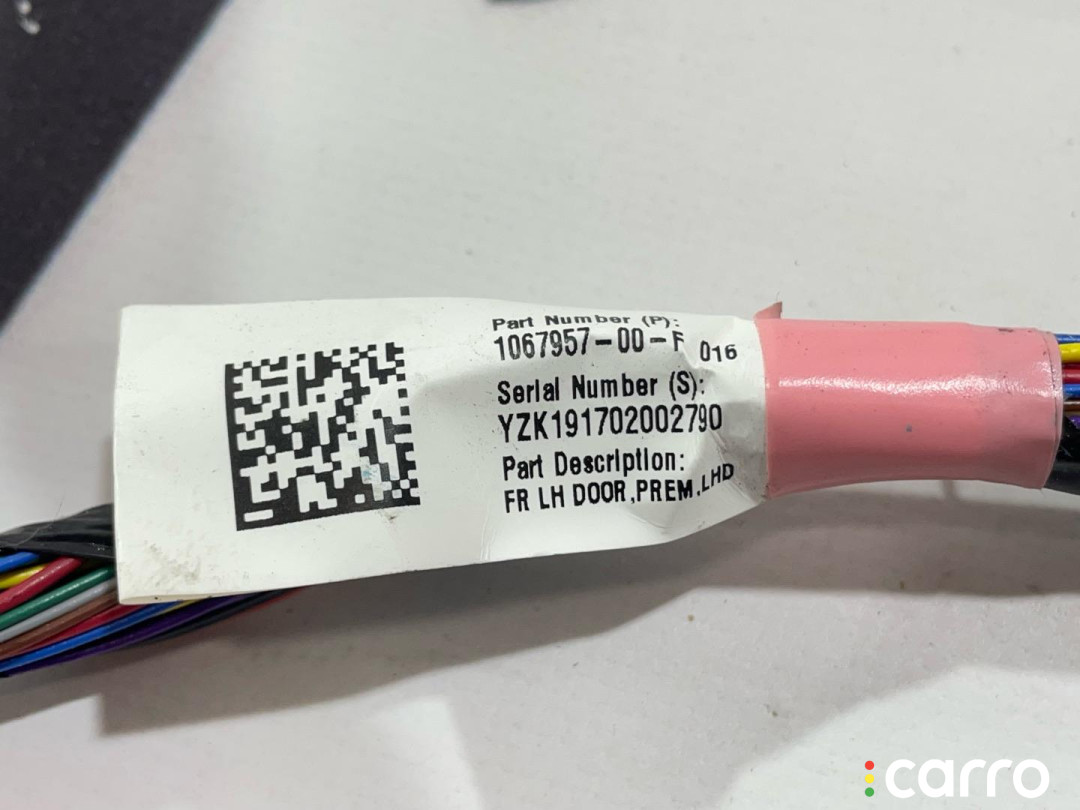 Part Number (P):
1067957-00-F 016
Serial Number (S):
YZK191702002790
Part Description:
FR LH DOOR,PREM,LHD
carro